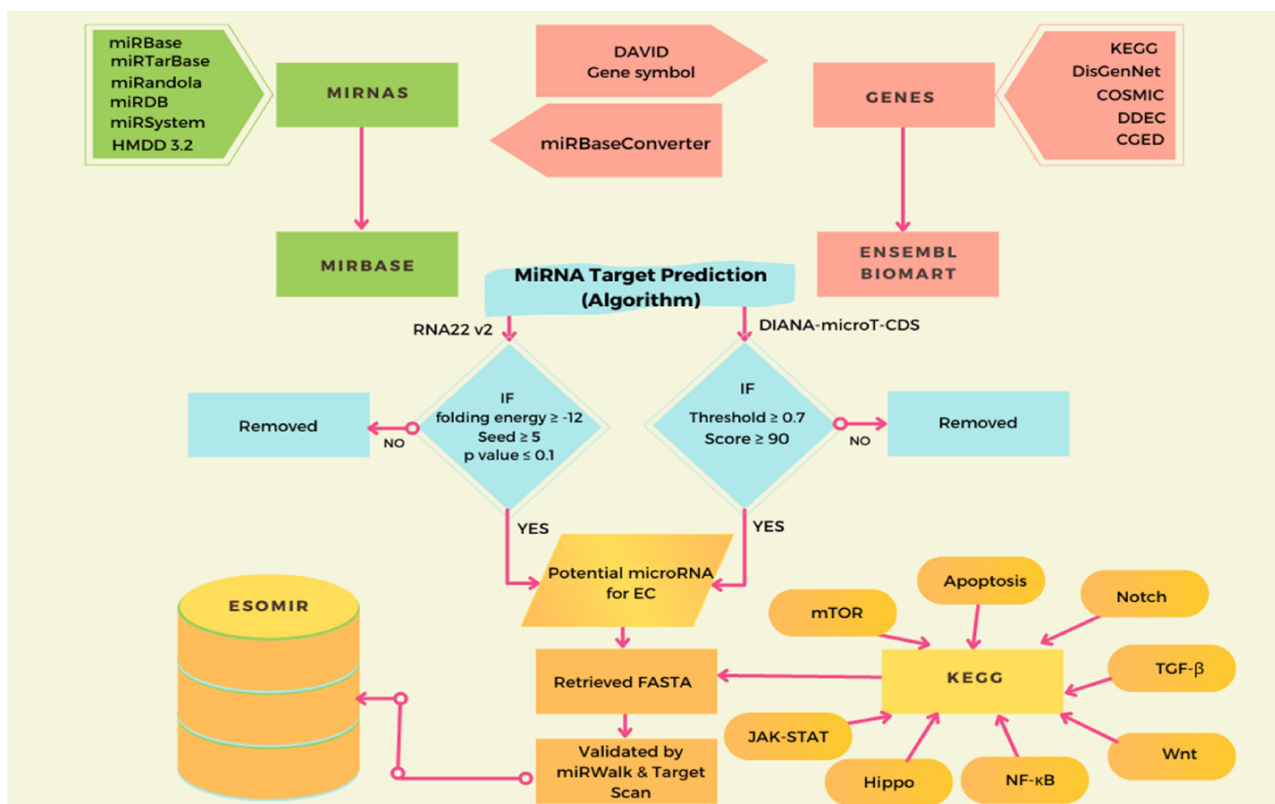 miRBase
miRTarBase
miRandola
miRDB
miRSystem
HMDD 3.2
MIRNAS
DAVID
Gene symbol
miRBaseConverter
GENES
KEGG
DisGenNet
COSMIC
DDEC
CGED
MIRBASE
ENSEMBL
BIOMART
MiRNA Target Prediction
(Algorithm)
RNA22 v2
DIANA-microT-CDS
Removed
NO
IF
folding energy ≥ -12
Seed ≥ 5
p value ≤ 0.1
IF
Threshold ≥ 0.7
Score ≥ 90
NO
Removed
YES
YES
Potential microRNA
for EC
ESOMIR
Retrieved FASTA
Validated by
miRWalk & Target
Scan
mTOR
Apoptosis
Notch
KEGG
TGF-β
JAK-STAT
Hippo
NF-κB
Wnt